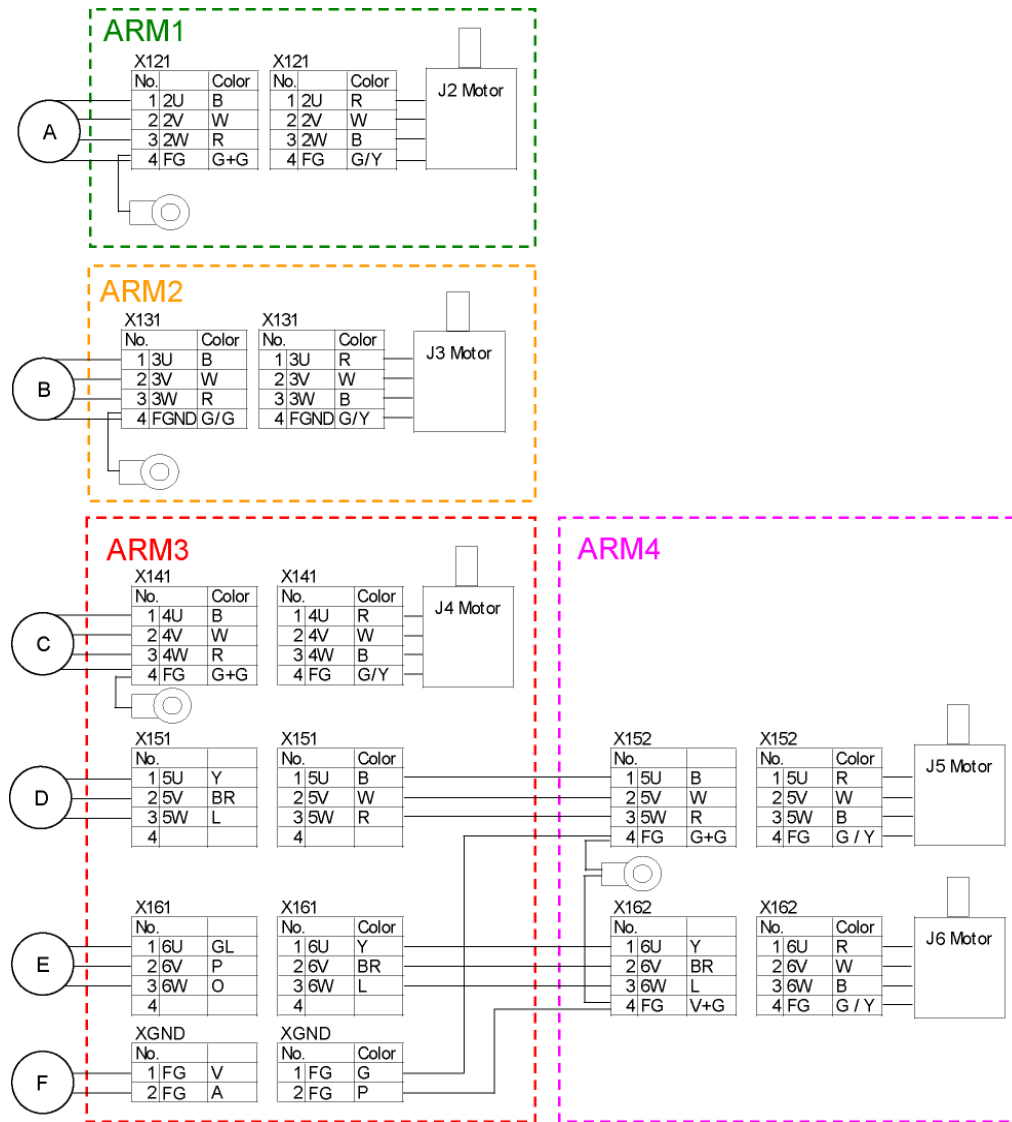 ARM1
X121 X121
No. Color No. Color J2 Motor
1 2U B 1 2U R
A 2 2V W 2 2V W
3 2W R 3 2W B
4 FG G+G 4 FG G/Y
ARM2
X131 X131
No. Color No. Color
1 3U B 1 3U R J3 Motor
B 2 3V W 2 3V W
3 3W R 3 3W B
4 FGND G/G 4 FGND G/Y
ARM3 ARM4
X141 X141
No. Color No. Color J4 Motor
1 4U B 1 4U R
C 2 4V W 2 4V W
3 4W R 3 4W B
4 FG G+G 4 FG G/Y
X151 X151 X152 X152
No. No. Color No. No. Color J5 Motor
1 5U Y 1 5U B 1 5U B 1 5U R
D 2 5V BR 2 5V W 2 5V W 2 5V W
3 5W L 3 5W R 3 5W R 3 5W B
4 4 4 FG G+G 4 FG G / Y
X161 X161 X162 X162
No. No. Color No. No. Color J6 Motor
1 6U GL 1 6U Y 1 6U Y 1 6U R
E 2 6V P 2 6V BR 2 6V BR 2 6V W
3 6W O 3 6W L 3 6W L 3 6W B
4 4 4 FG V+G 4 FG G / Y
XGND XGND
No. No. Color
F 1 FG V 1 FG G
2 FG A 2 FG P